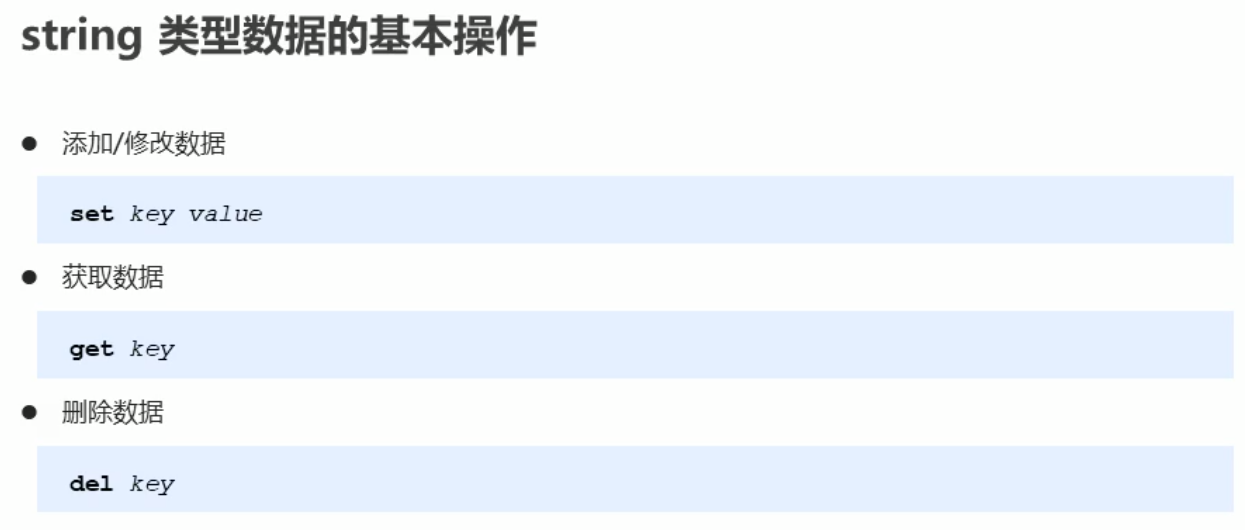 string 类型数据的基本操作
● 添加/修改数据
set key value
● 获取数据
get key
● 删除数据
del key